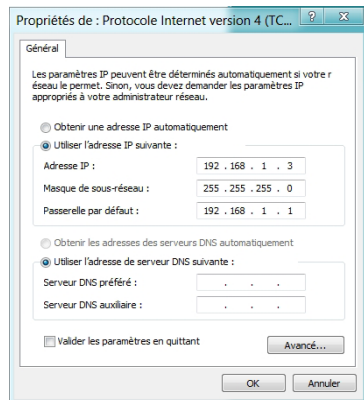 Propriétés de : Protocole Internet version 4 (TC...
Général
Les paramètres IP peuvent être déterminés automatiquement si votre r
éseau le permet. Sinon, vous devez demander les paramètres IP
appropriés à votre administrateur réseau.
Obtenir une adresse IP automatiquement
Utiliser l'adresse IP suivante :
Adresse IP : 192 . 168 . 1 . 3
Masque de sous-réseau : 255 . 255 . 255 . 0
Passerelle par défaut : 192 . 168 . 1 . 1
Obtenir les adresses des serveurs DNS automatiquement
Utiliser l'adresse de serveur DNS suivante :
Serveur DNS préféré : . . .
Serveur DNS auxiliaire : . . .
Valider les paramètres en quittant
Avancé...
OK Annuler